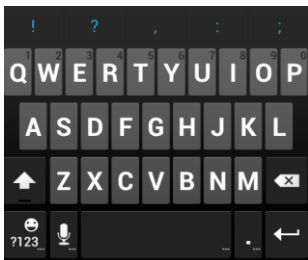 ! ? , : ;
1 2 3 4 5 6 7 8 9 0
Q W E R T Y U I O P
A S D F G H J K L
Z X C V B N M
?123 .